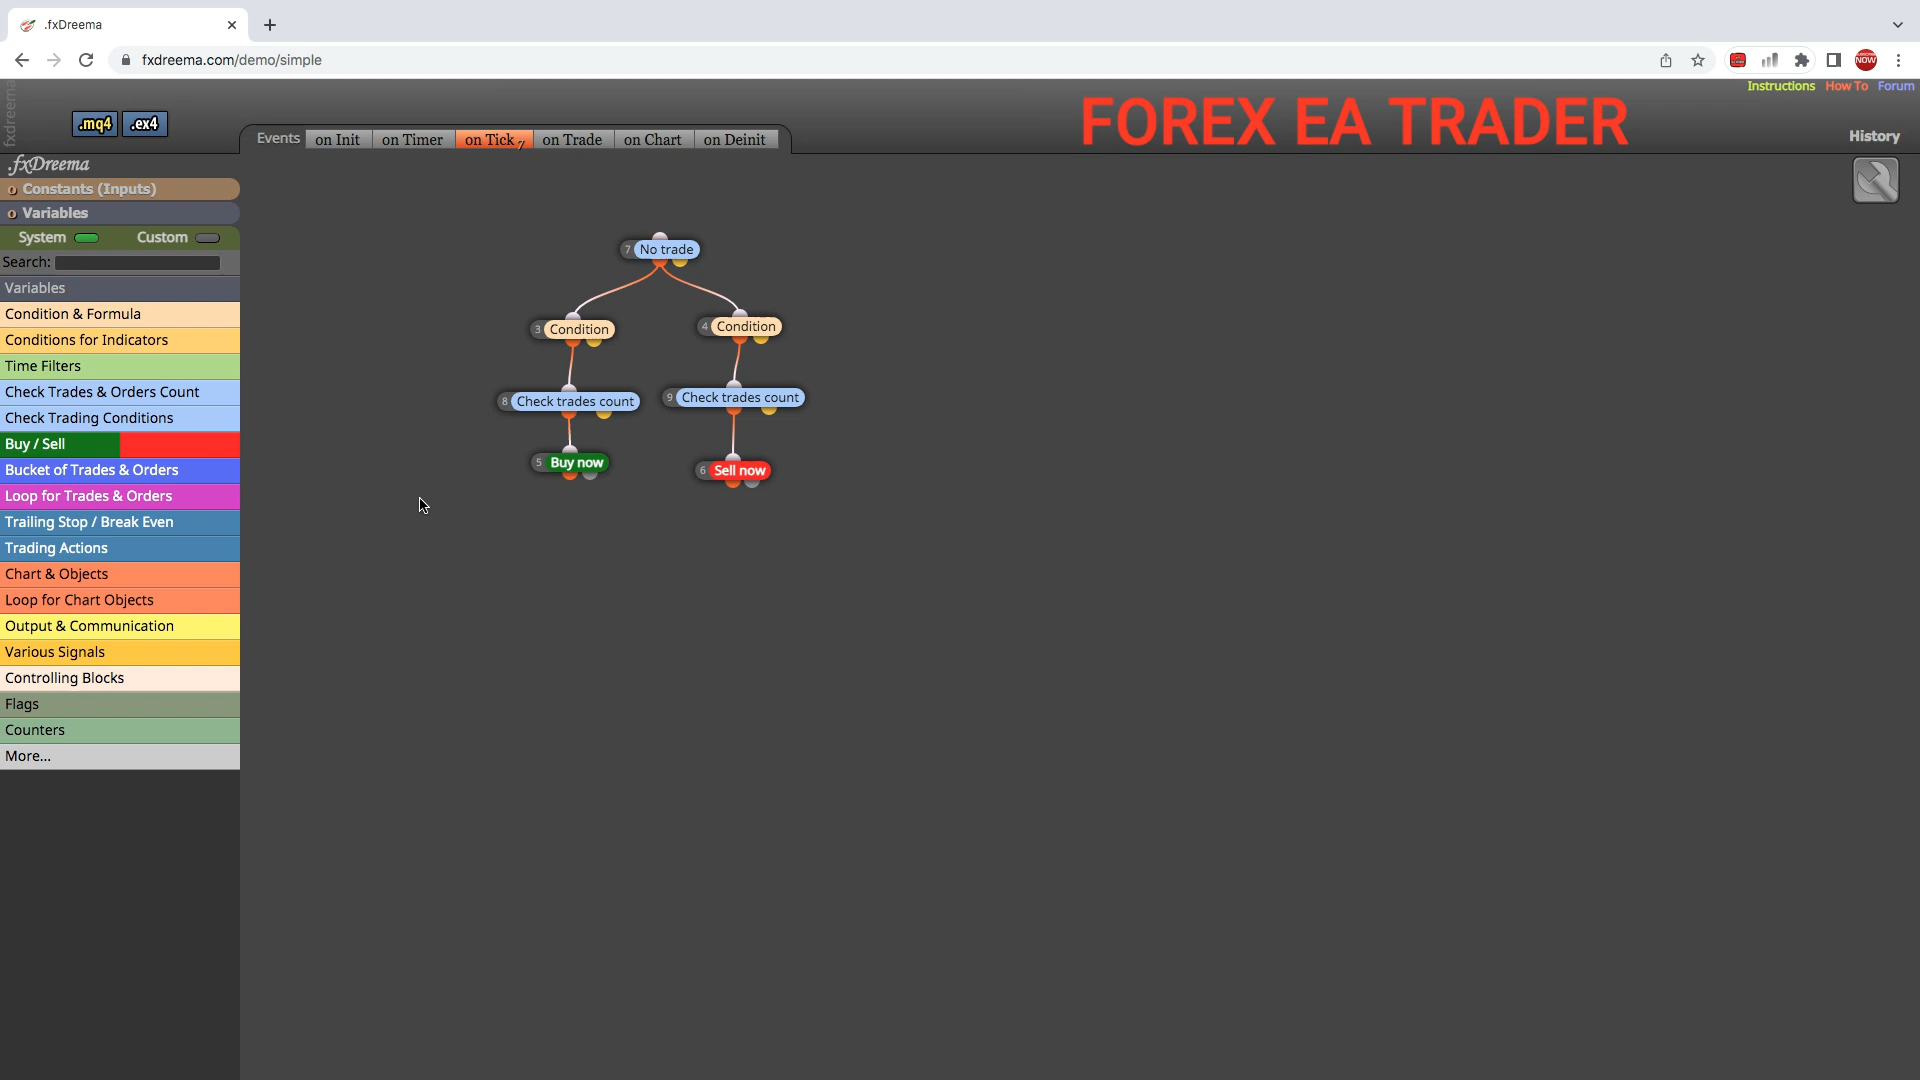 .fxDreema
fxdreema.com/demo/simple
NOW
Instructions How To Forum
fxdreema
.mq4 .ex4
Events on Init on Timer on Tick 7 on Trade on Chart on Deinit
FOREX EA TRADER
History
.fxDreema
o Constants (Inputs)
o Variables
System Custom
Search:
Variables
Condition & Formula
Conditions for Indicators
Time Filters
Check Trades & Orders Count
Check Trading Conditions
Buy / Sell
Bucket of Trades & Orders
Loop for Trades & Orders
Trailing Stop / Break Even
Trading Actions
Chart & Objects
Loop for Chart Objects
Output & Communication
Various Signals
Controlling Blocks
Flags
Counters
More...
7 No trade
3 Condition
4 Condition
8 Check trades count
9 Check trades count
5 Buy now
6 Sell now